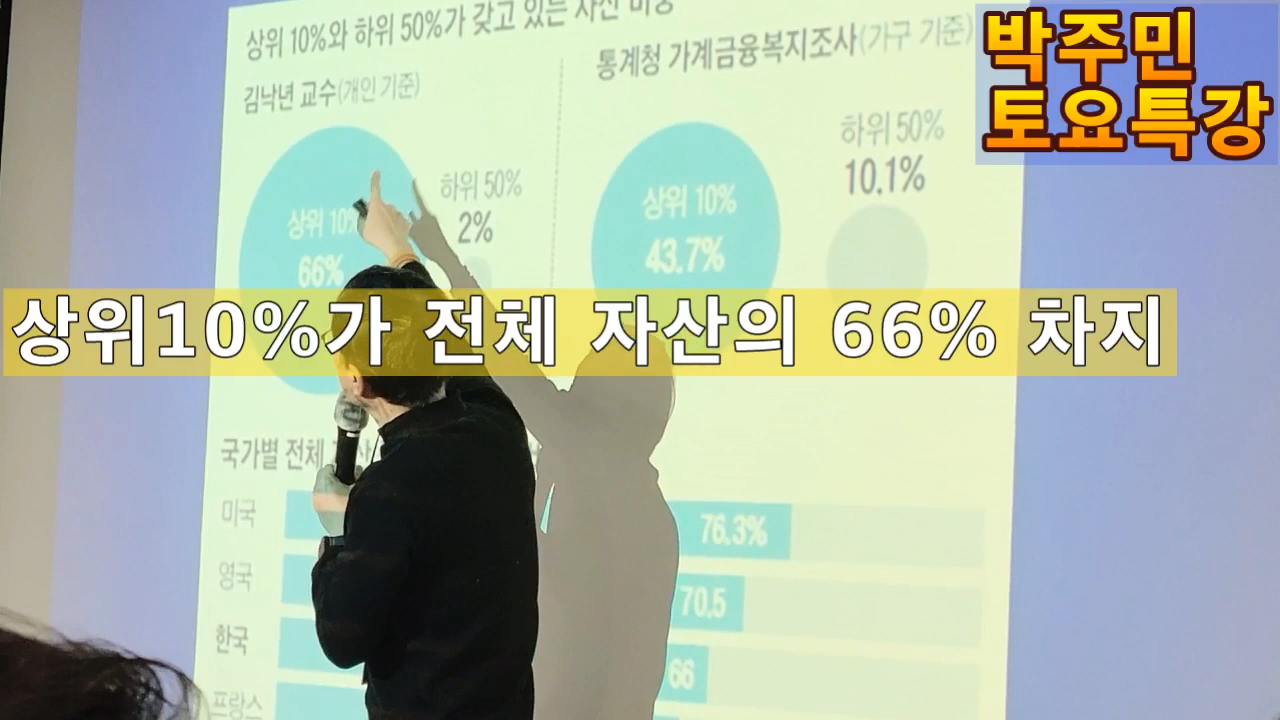 상위 10%와 하위 50%가 갖고 있는 자산 비중
김낙년 교수(개인 기준)
상위 10%
66%
하위 50%
2%
통계청 가계금융복지조사(가구 기준)
상위 10%
43.7%
하위 50%
10.1%
박주민
토요특강
상위10%가 전체 자산의 66% 차지
국가별 전체
미국
76.3%
영국
70.5
한국
66
프랑스